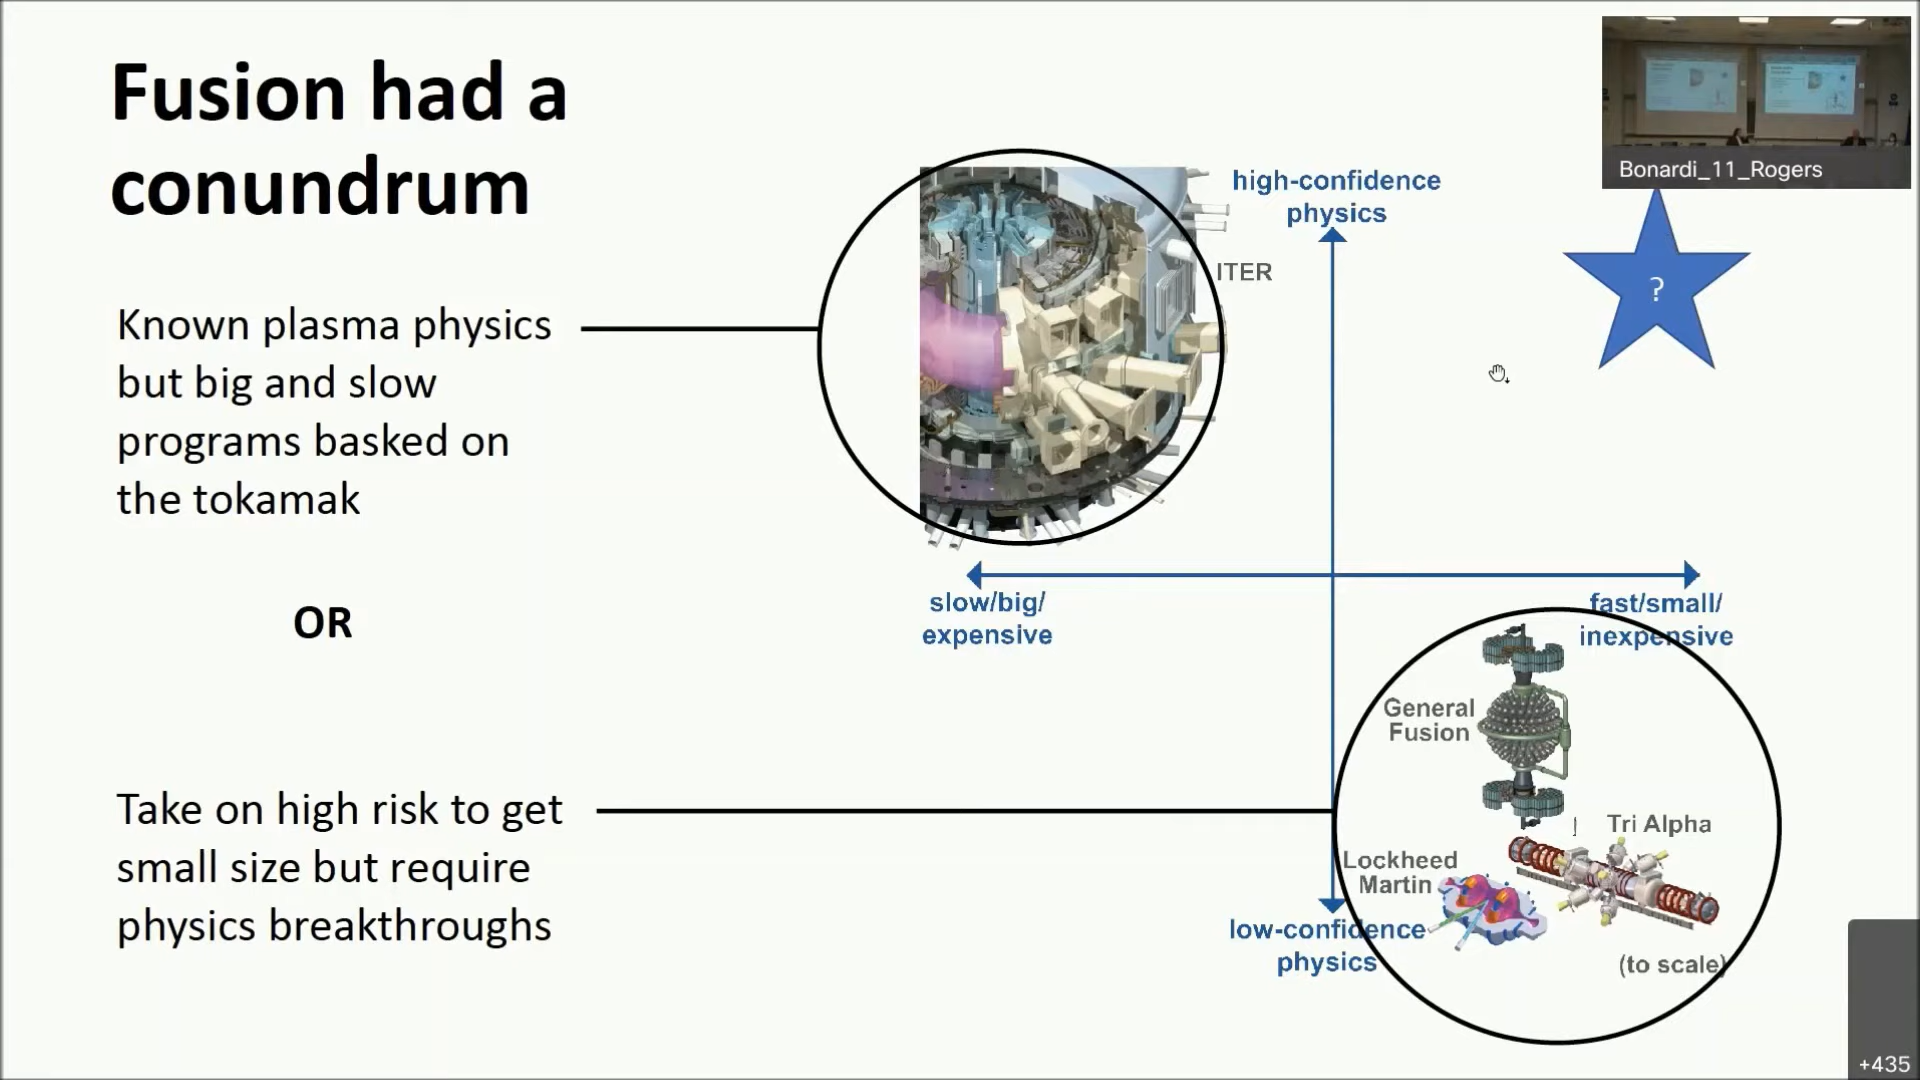 Fusion had a
conundrum
Known plasma physics
but big and slow
programs basked on
the tokamak
OR
Take on high risk to get
small size but require
physics breakthroughs
high-confidence
physics
ITER
?
slow/big/
expensive
fast/small/
inexpensive
General
Fusion
Tri Alpha
Lockheed
Martin
low-confidence
physics
(to scale)
Bonardi_11_Rogers
+435